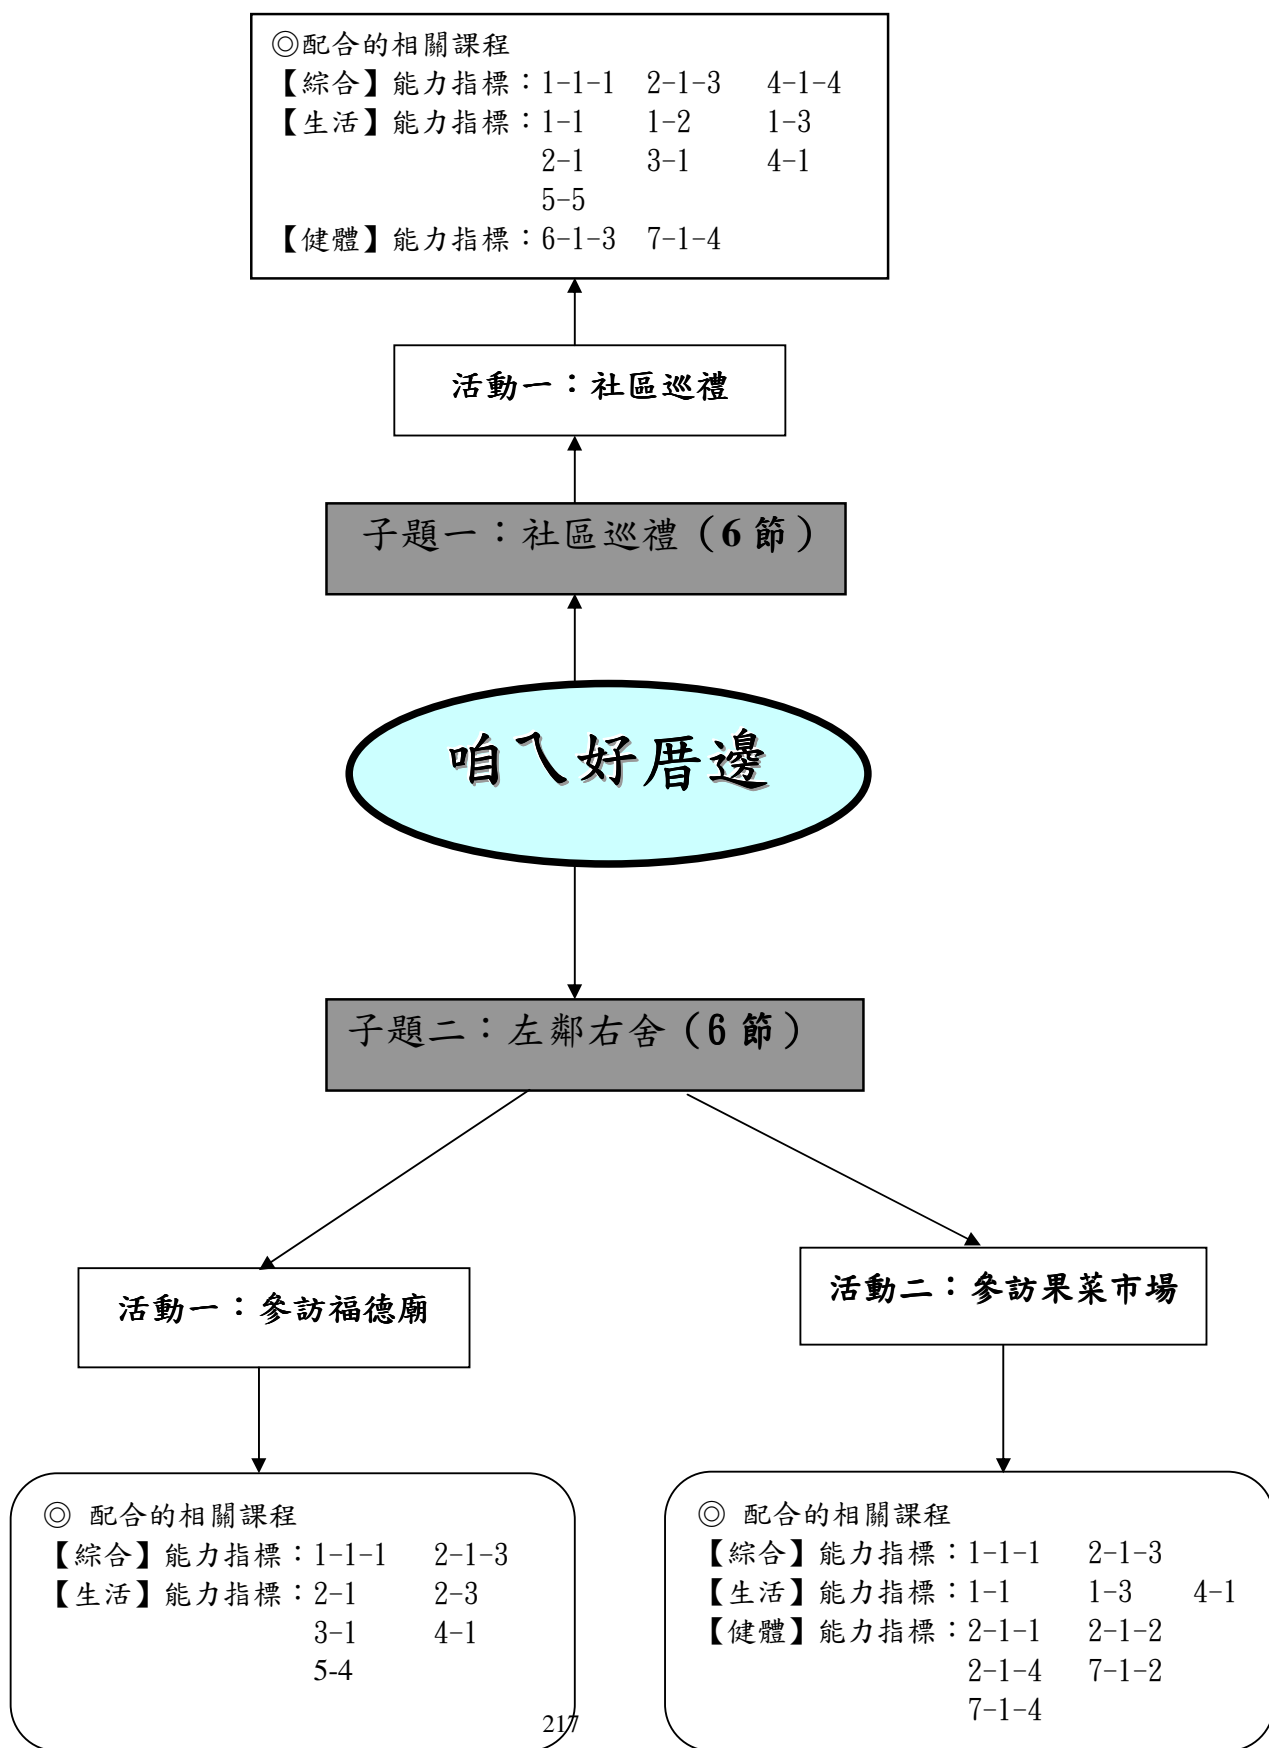 ◎配合的相關課程
【綜合】能力指標：1-1-1 2-1-3 4-1-4
【生活】能力指標：1-1 1-2 1-3
2-1 3-1 4-1
5-5
【健體】能力指標：6-1-3 7-1-4
活動一：社區巡禮
子題一：社區巡禮（6 節）
咱ㄟ好厝邊
子題二：左鄰右舍（6 節）
活動一：參訪福德廟
活動二：參訪果菜市場
◎ 配合的相關課程
【綜合】能力指標：1-1-1 2-1-3
【生活】能力指標：2-1 2-3
3-1 4-1
5-4
◎ 配合的相關課程
【綜合】能力指標：1-1-1 2-1-3
【生活】能力指標：1-1 1-3 4-1
【健體】能力指標：2-1-1 2-1-2
2-1-4 7-1-2
7-1-4
217